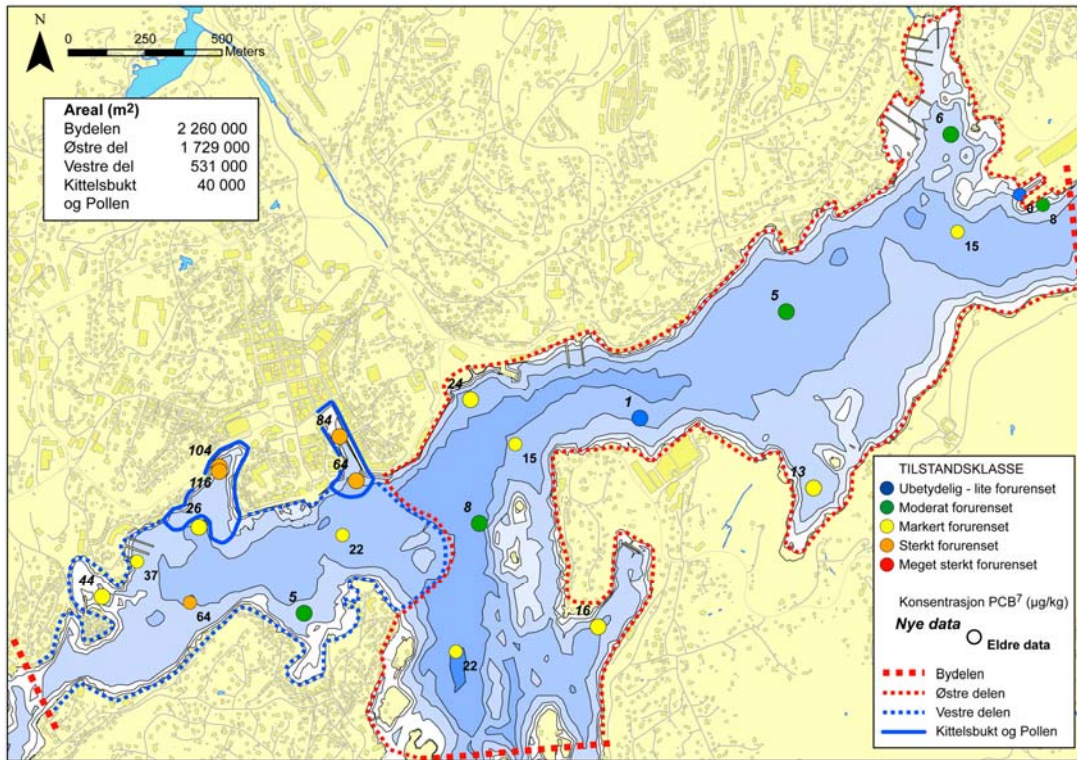 N
0 250 500
Meters
Areal (m2)
Bydelen 2 260 000
Østre del 1 729 000
Vestre del 531 000
Kittelsbukt 40 000
og Pollen
6
0
8
15
5
24
1
84
15
104
64
13
116
26
8
22
37
44
64
5
16
22
TILSTANDSKLASSE
Ubetydelig - lite forurenset
Moderat forurenset
Markert forurenset
Sterkt forurenset
Meget sterkt forurenset
Konsentrasjon PCB7 (µg/kg)
Nye data
Eldre data
Bydelen
Østre delen
Vestre delen
Kittelsbukt og Pollen